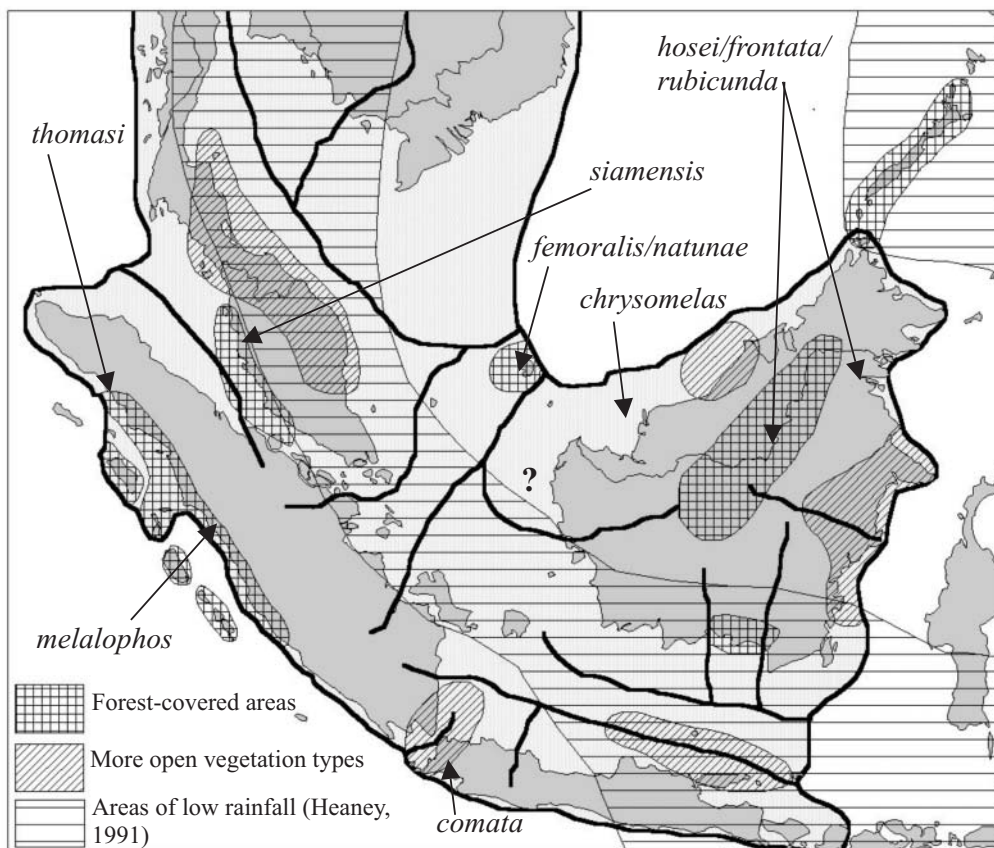 hosei/frontata/
rubicunda
thomasi
siamensis
femoralis/natunae
chrysomelas
?
melalophos
Forest-covered areas
More open vegetation types
Areas of low rainfall (Heaney,
1991)
comata